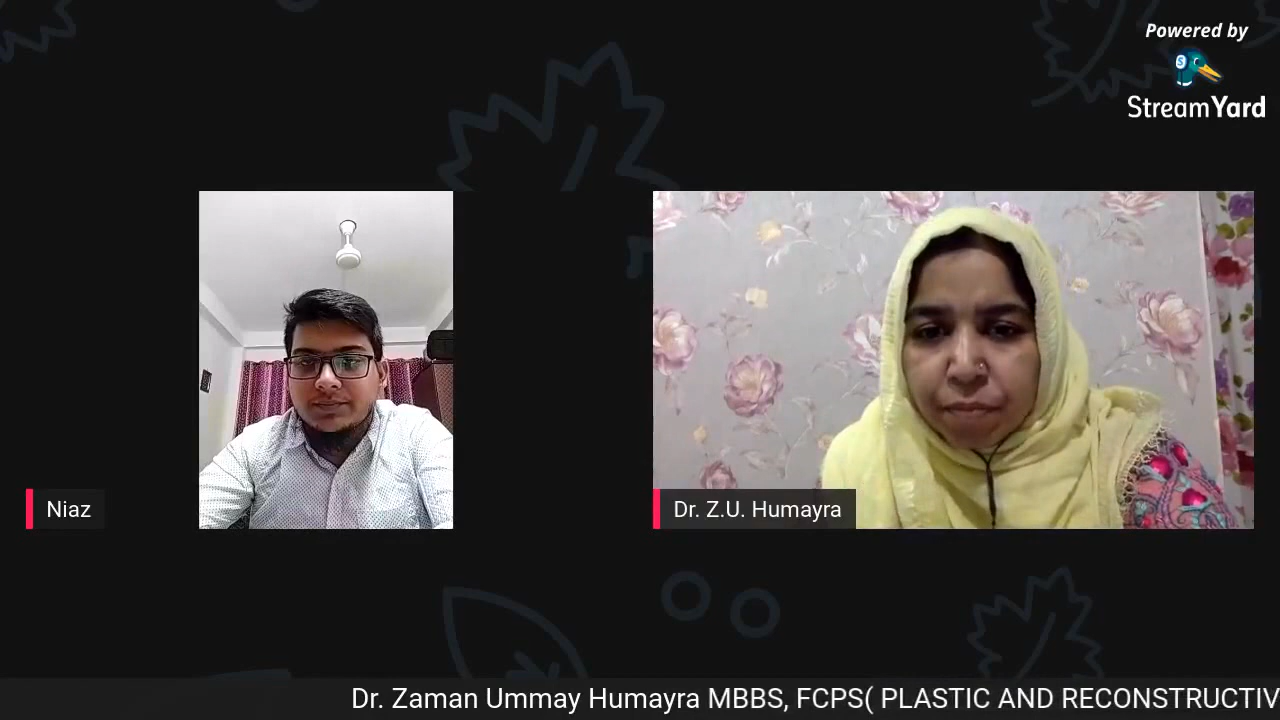 Powered by
StreamYard
Niaz
Dr. Z.U. Humayra
Dr. Zaman Ummay Humayra MBBS, FCPS( PLASTIC AND RECONSTRUCTIV